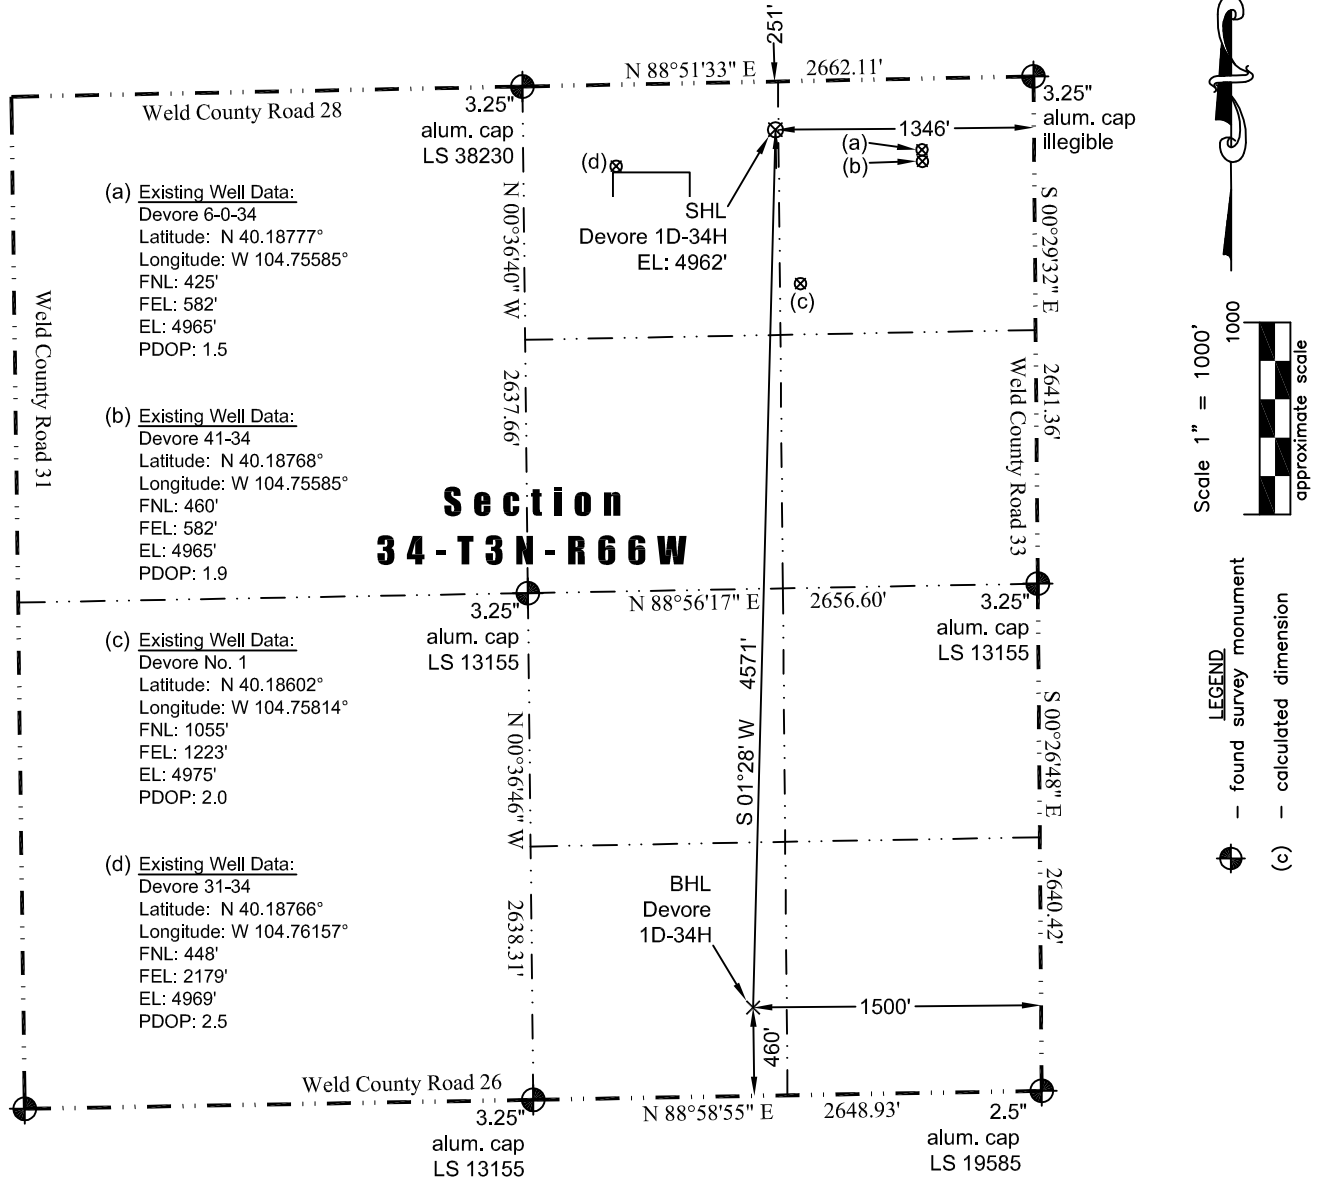 251'
N 88°51'33" E 2662.11'
Weld County Road 28
3.25"
alum. cap
LS 38230
3.25"
alum. cap
illegible
1346'
(a)
(b)
(d)
SHL
Devore 1D-34H
EL: 4962'
(c)
(a) Existing Well Data:
Devore 6-0-34
Latitude: N 40.18777°
Longitude: W 104.75585°
FNL: 425'
FEL: 582'
EL: 4965'
PDOP: 1.5
N 00°36'40" W
2637.66'
S 00°29'32" E
2641.36'
Weld County Road 31
Weld County Road 33
(b) Existing Well Data:
Devore 41-34
Latitude: N 40.18768°
Longitude: W 104.75585°
FNL: 460'
FEL: 582'
EL: 4965'
PDOP: 1.9
Section
34-T3N-R66W
N 88°56'17" E 2656.60'
3.25"
alum. cap
LS 13155
3.25"
alum. cap
LS 13155
(c) Existing Well Data:
Devore No. 1
Latitude: N 40.18602°
Longitude: W 104.75814°
FNL: 1055'
FEL: 1223'
EL: 4975'
PDOP: 2.0
S 01°28' W 4571'
N 00°36'46" W
2638.31'
S 00°26'48" E
2640.42'
(d) Existing Well Data:
Devore 31-34
Latitude: N 40.18766°
Longitude: W 104.76157°
FNL: 448'
FEL: 2179'
EL: 4969'
PDOP: 2.5
BHL
Devore
1D-34H
1500'
460'
Weld County Road 26
N 88°58'55" E 2648.93'
3.25"
alum. cap
LS 13155
2.5"
alum. cap
LS 19585
Scale 1" = 1000'
1000
approximate scale
LEGEND
- found survey monument
(c) - calculated dimension